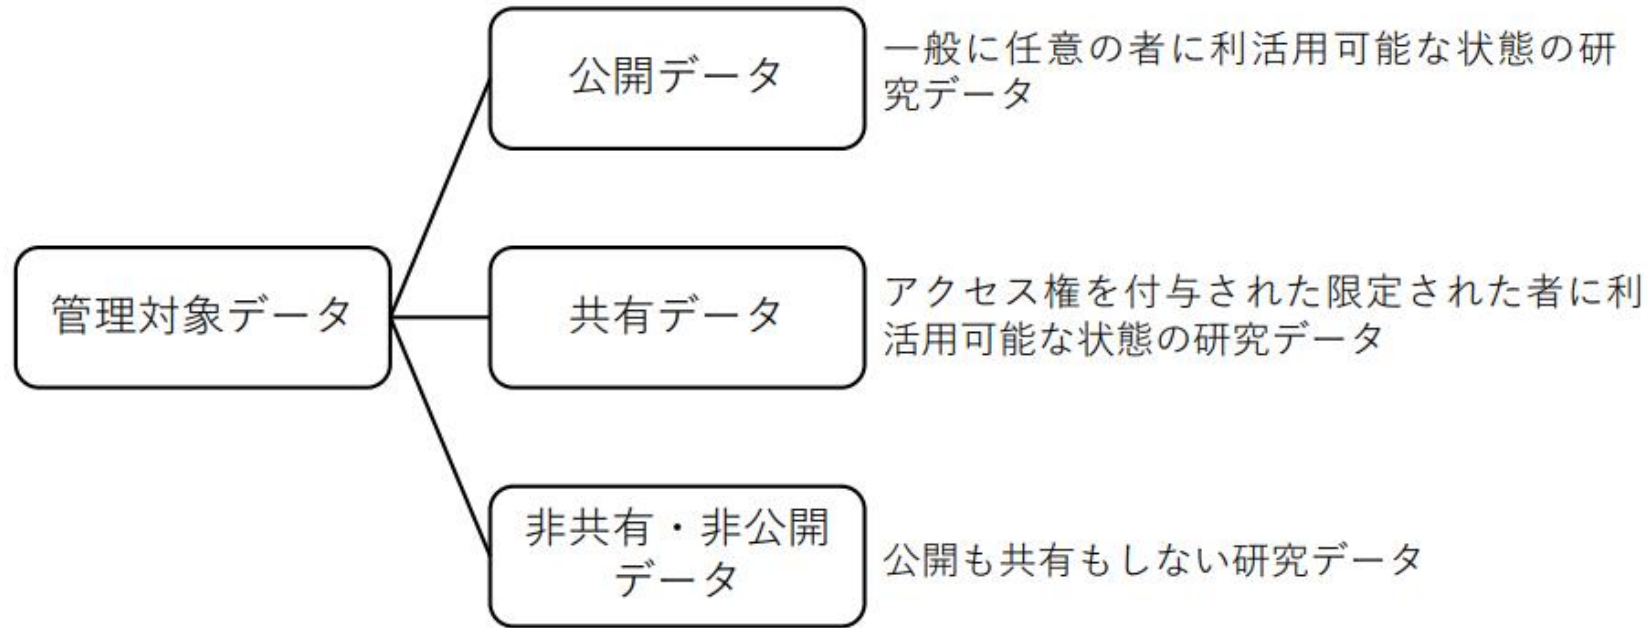 公開データ
一般に任意の者に利活用可能な状態の研
究データ
管理対象データ
共有データ
アクセス権を付与された限定された者に利
活用可能な状態の研究データ
非共有・非公開
データ
公開も共有もしない研究データ